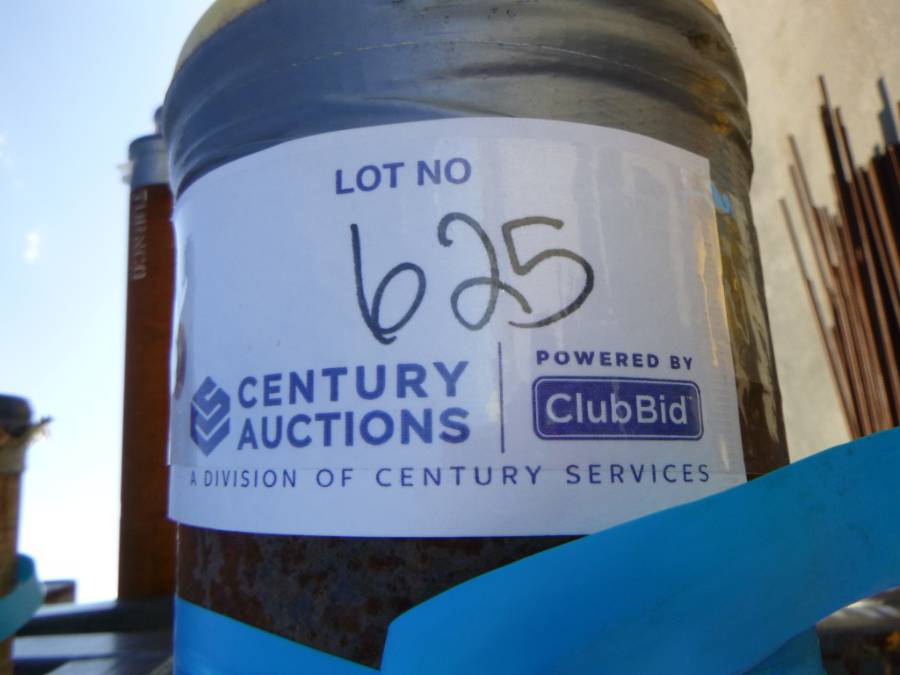 LOT NO
625
CENTURY
AUCTIONS
POWERED BY
ClubBid
A DIVISION OF CENTURY SERVICES